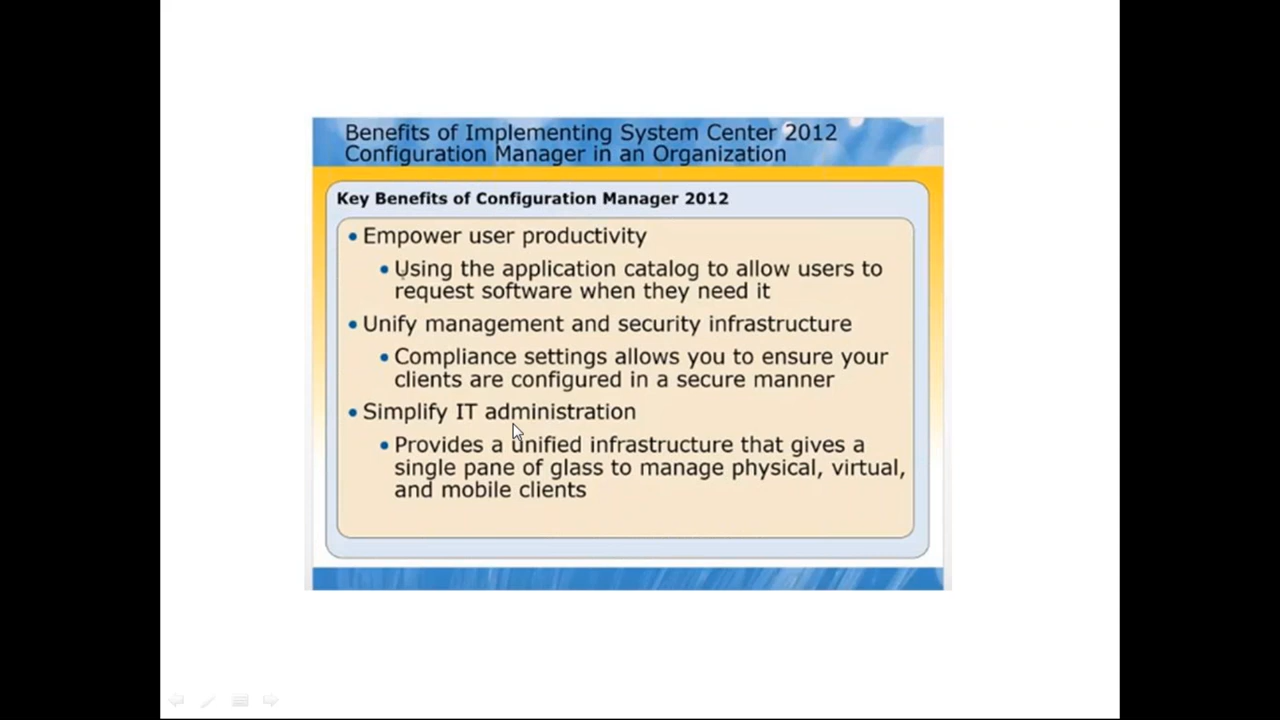 Benefits of Implementing System Center 2012
Configuration Manager in an Organization
Key Benefits of Configuration Manager 2012
• Empower user productivity
• Using the application catalog to allow users to
request software when they need it
• Unify management and security infrastructure
• Compliance settings allows you to ensure your
clients are configured in a secure manner
• Simplify IT administration
• Provides a unified infrastructure that gives a
single pane of glass to manage physical, virtual,
and mobile clients